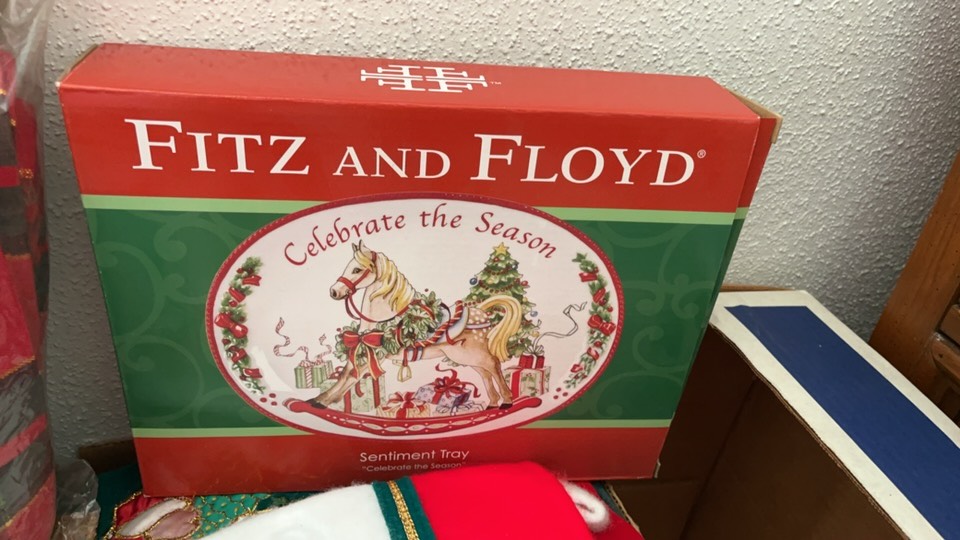 FITZ AND FLOYD®
Celebrate the Season
Sentiment Tray
"Celebrate the Season"